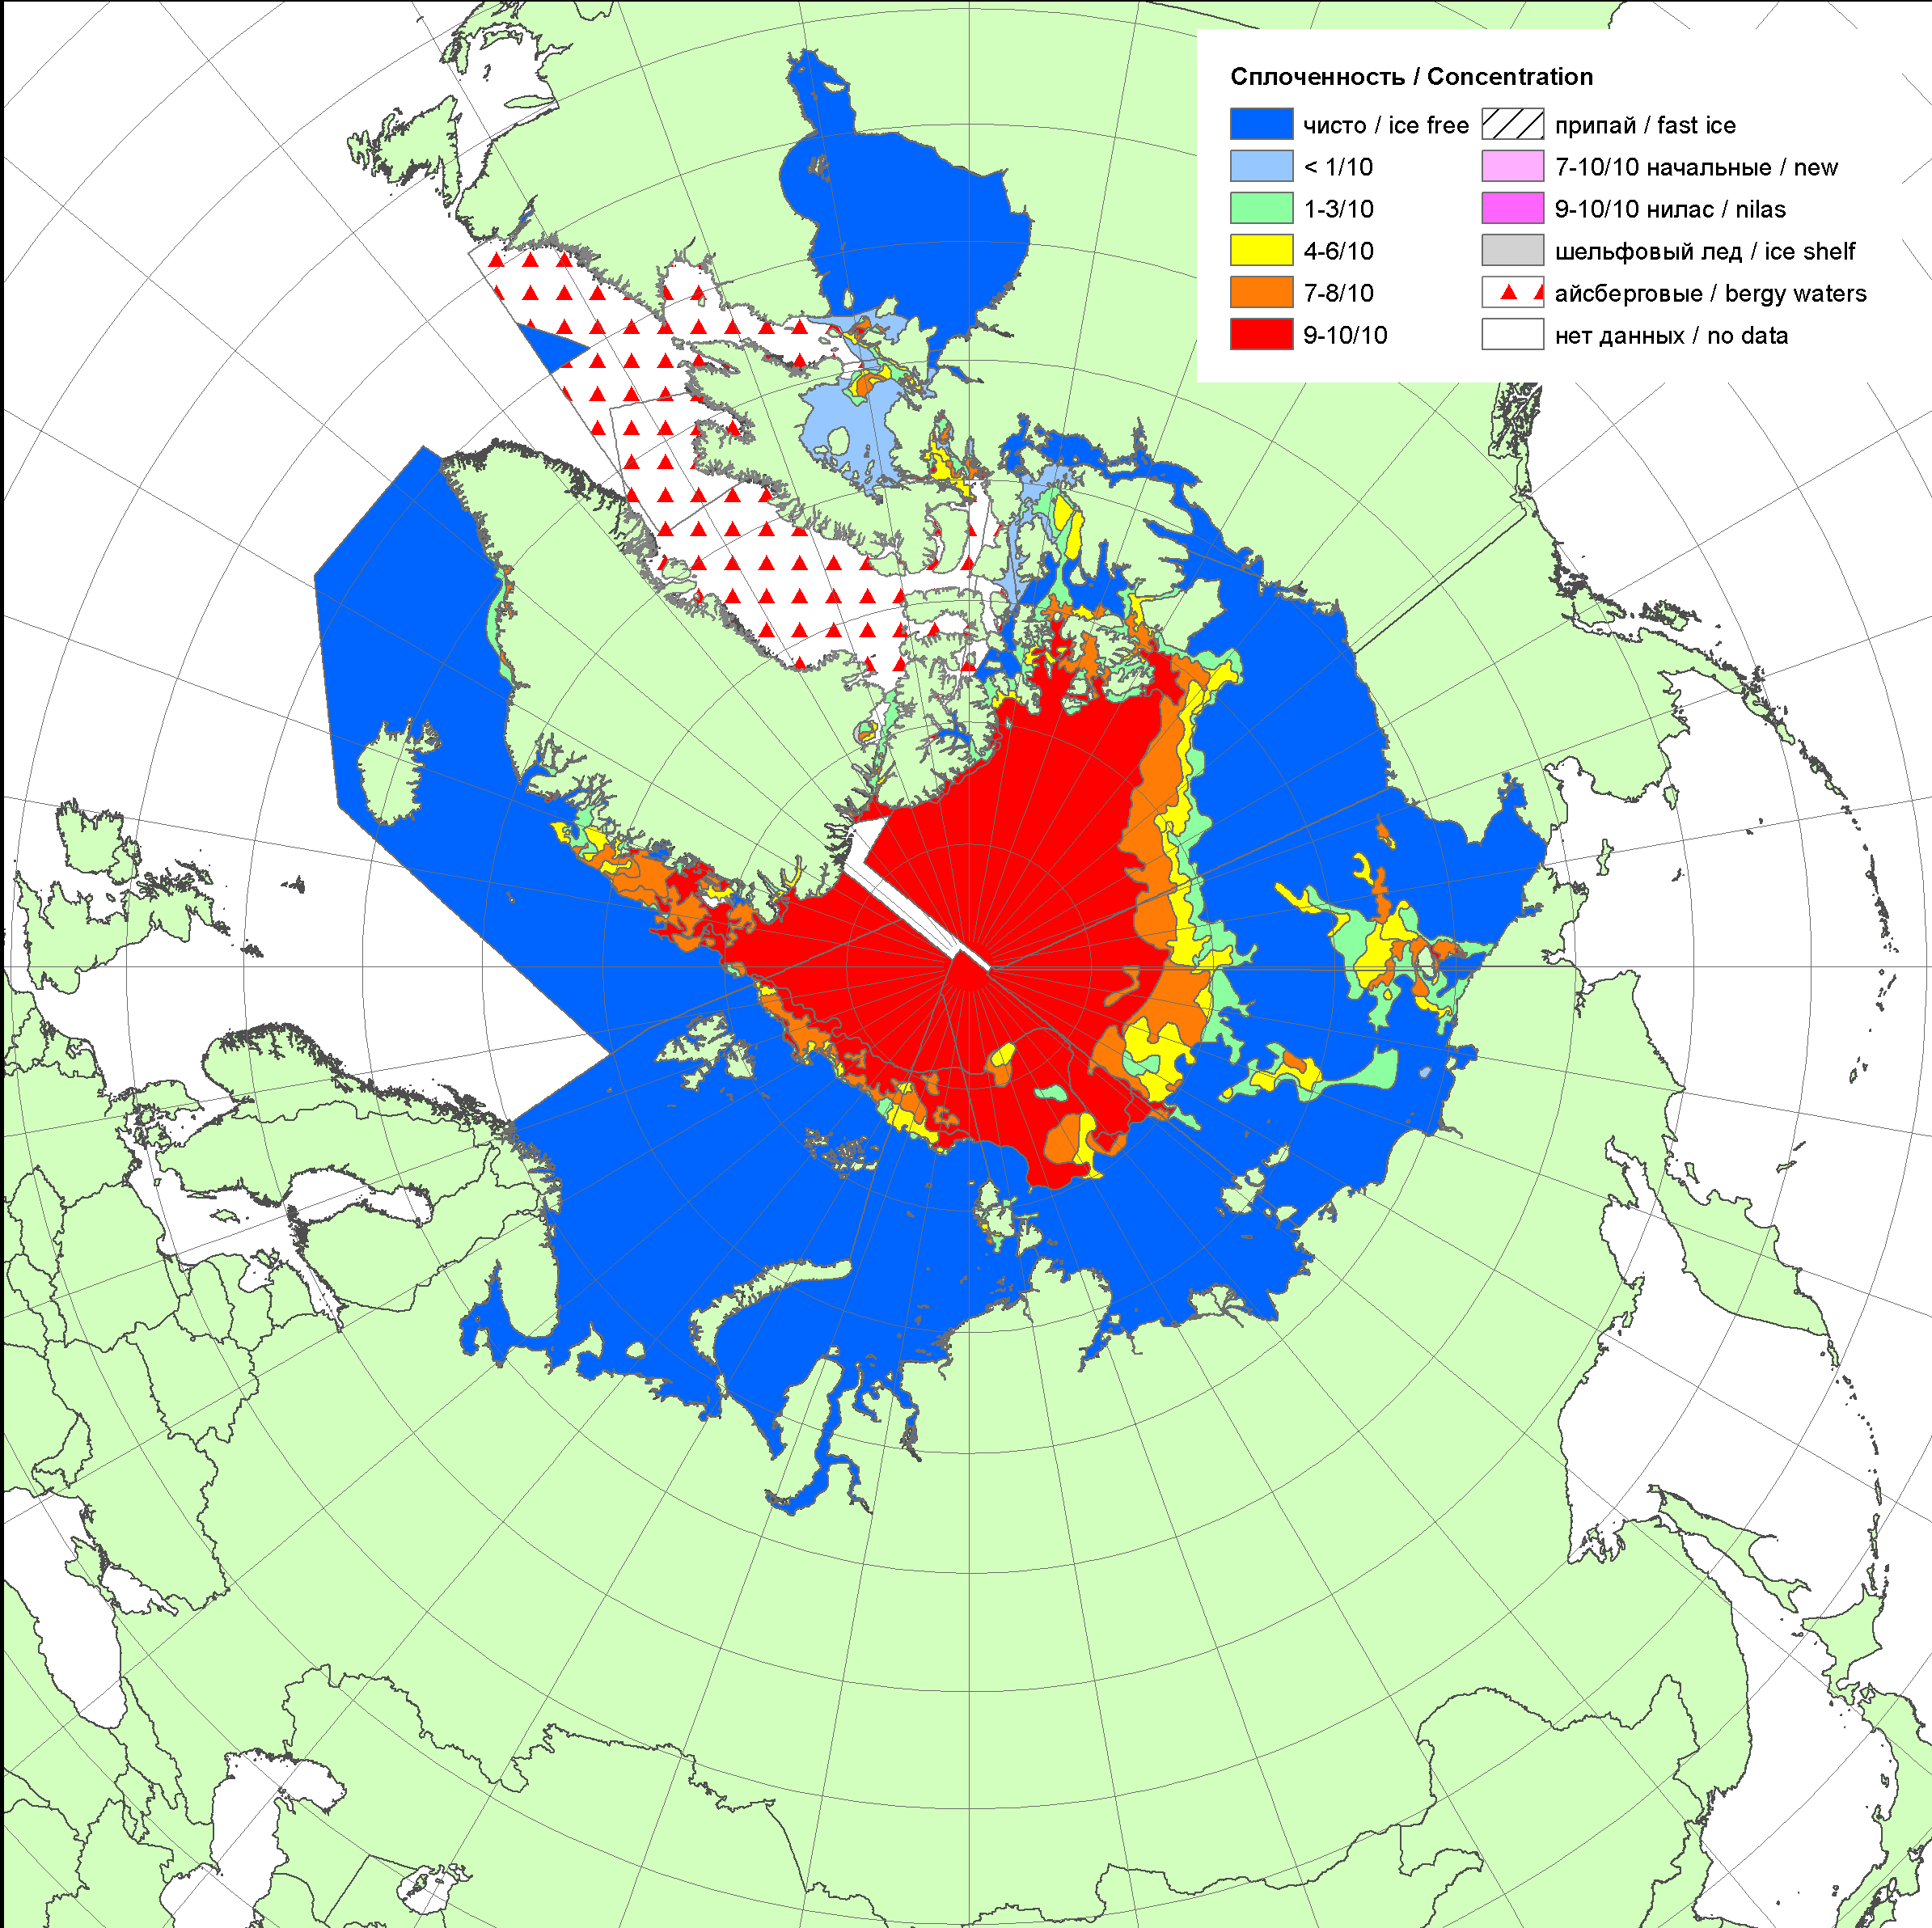 Сплоченность / Concentration
чисто / ice free
< 1/10
1-3/10
4-6/10
7-8/10
9-10/10
припай / fast ice
7-10/10 начальные / new
9-10/10 нилас / nilas
шельфовый лед / ice shelf
айсберговые / bergy waters
нет данных / no data